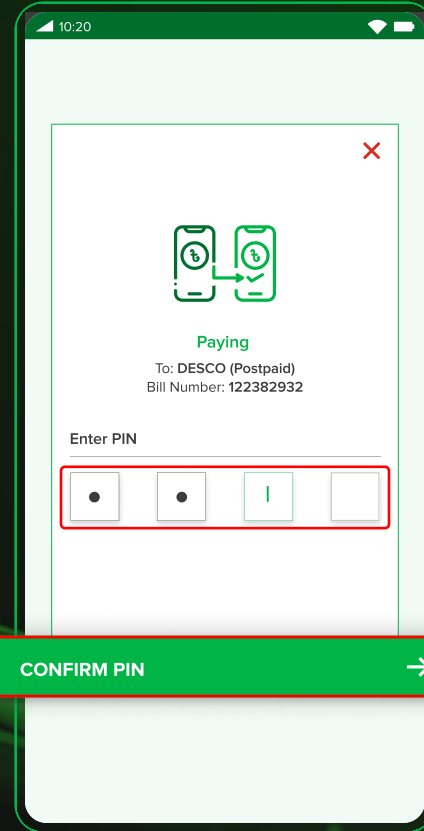 10:20
Paying
To: DESCO (Postpaid)
Bill Number: 122382932
Enter PIN
CONFIRM PIN